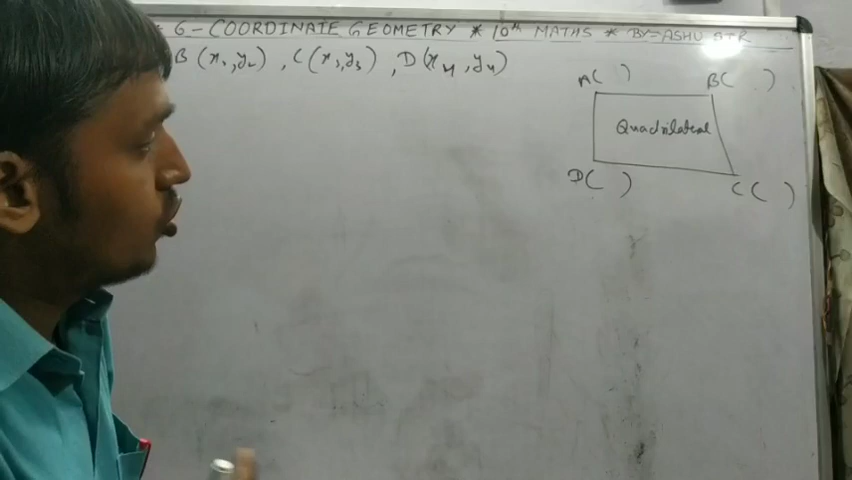 6-COORDINATE GEOMETRY * 10th MATHS * BY-ASHU SIR
B (x₂,y₂) , C(x₃,y₃) , D(x₄,y₄)
A( ) B( )
Quadrilateral
D( ) C( )